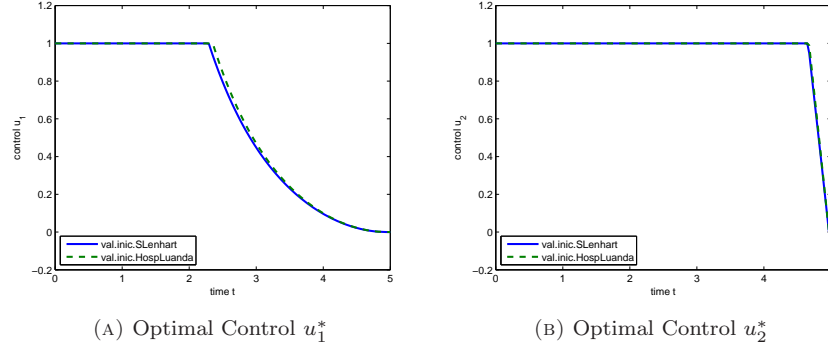 1.2
1
0.8
0.6
0.4
0.2
0
−0.2
control u1
val.inic.SLenhart
val.inic.HospLuanda
0 1 2 3 4 5
time t
(A) Optimal Control u1*
1.2
1
0.8
0.6
0.4
0.2
0
−0.2
control u2
val.inic.SLenhart
val.inic.HospLuanda
0 1 2 3 4
time t
(B) Optimal Control u2*